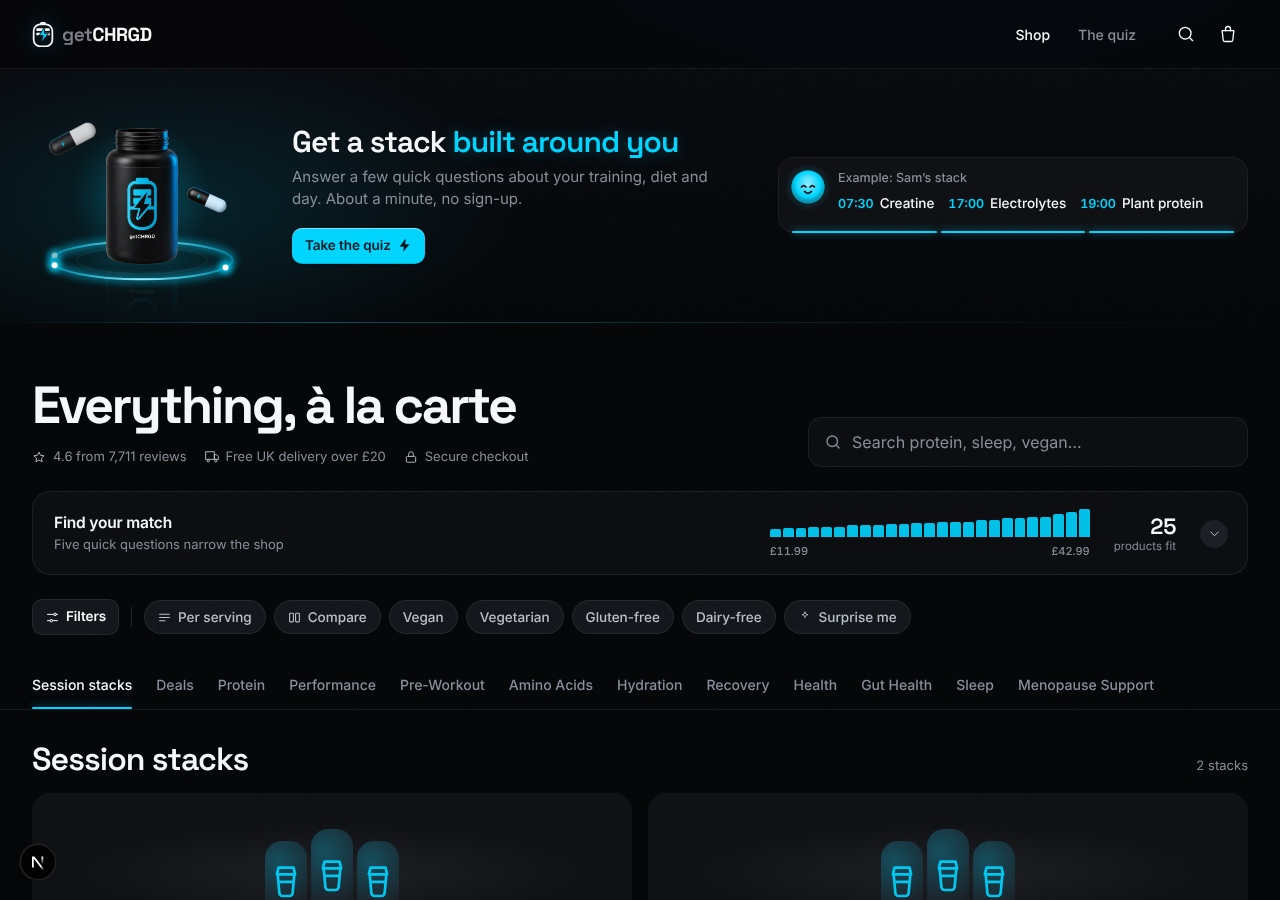 getCHRGD
Shop
The quiz
getCHRGD
Get a stack built around you
Answer a few quick questions about your training, diet and
day. About a minute, no sign-up.
Take the quiz
Example: Sam's stack
07:30 Creatine 17:00 Electrolytes 19:00 Plant protein
Everything, à la carte
4.6 from 7,711 reviews
Free UK delivery over £20
Secure checkout
Search protein, sleep, vegan...
Find your match
Five quick questions narrow the shop
£11.99
£42.99
25
products fit
Filters
Per serving
Compare
Vegan
Vegetarian
Gluten-free
Dairy-free
Surprise me
Session stacks
Deals
Protein
Performance
Pre-Workout
Amino Acids
Hydration
Recovery
Health
Gut Health
Sleep
Menopause Support
Session stacks
2 stacks
N